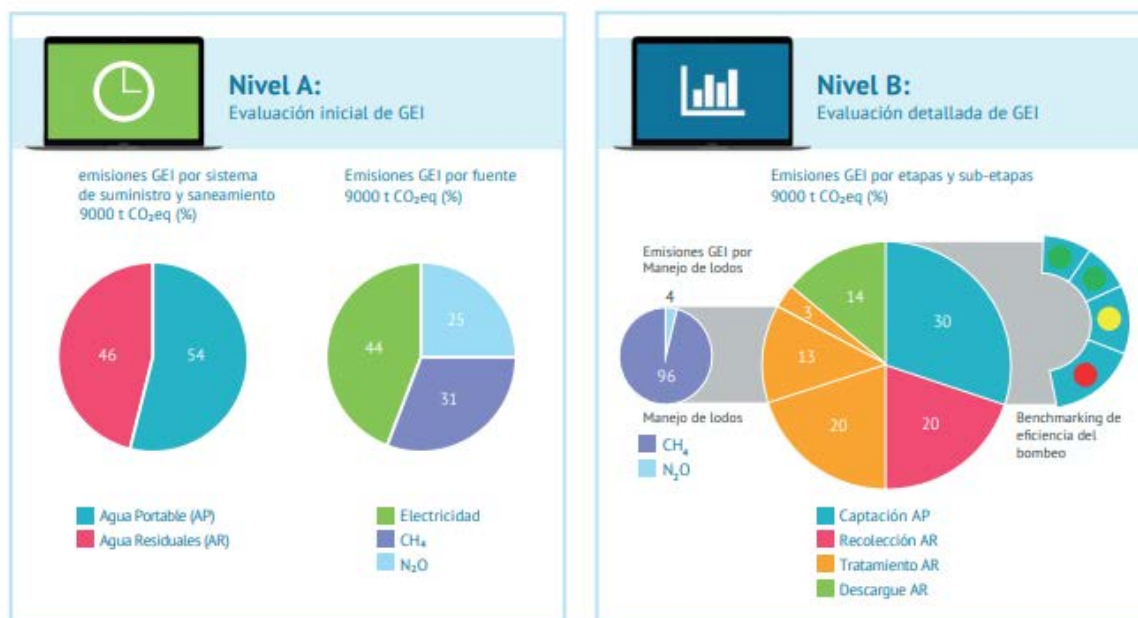 Nivel A:
Evaluación inicial de GEI
emisiones GEI por sistema
de suministro y saneamiento
9000 t CO₂eq (%)
Emisiones GEI por fuente
9000 t CO₂eq (%)
46
54
44
25
31
Agua Portable (AP)
Agua Residuales (AR)
Electricidad
CH₄
N₂O
Nivel B:
Evaluación detallada de GEI
Emisiones GEI por etapas y sub-etapas
9000 t CO₂eq (%)
Emisiones GEI por
Manejo de lodos
4
96
Manejo de lodos
CH₄
N₂O
14
3
13
20
30
20
Benchmarking de
eficiencia del
bombeo
Captación AP
Recolección AR
Tratamiento AR
Descargue AR